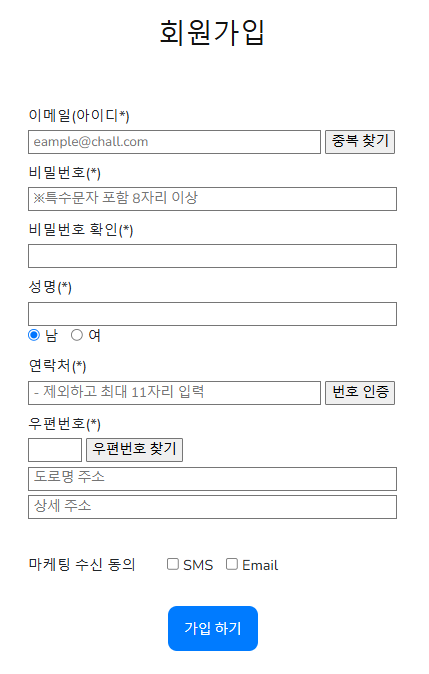 회원가입
이메일(아이디*)
eample@chall.com 중복 찾기
비밀번호(*)
※특수문자 포함 8자리 이상
비밀번호 확인(*)
성명(*)
남 여
연락처(*)
- 제외하고 최대 11자리 입력 번호 인증
우편번호(*)
우편번호 찾기
도로명 주소
상세 주소
마케팅 수신 동의 SMS Email
가입 하기